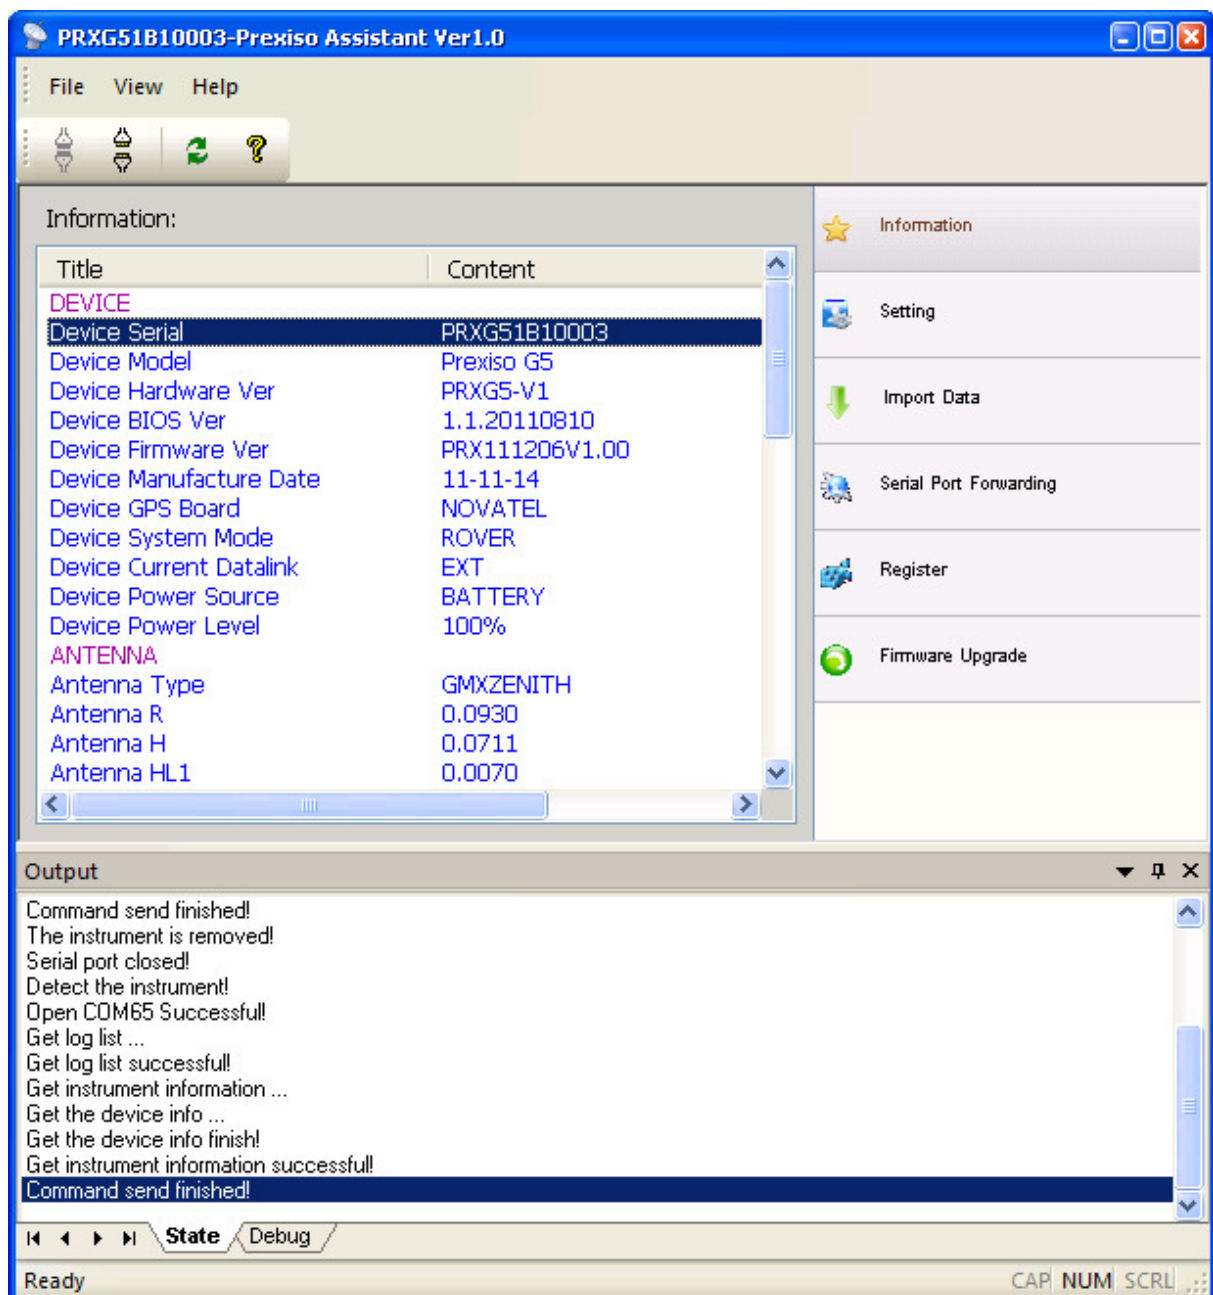 PRXG51B10003-Prexiso Assistant Ver1.0
File View Help
Information:
Title Content
DEVICE
Device Serial PRXG51B10003
Device Model Prexiso G5
Device Hardware Ver PRXG5-V1
Device BIOS Ver 1.1.20110810
Device Firmware Ver PRX111206V1.00
Device Manufacture Date 11-11-14
Device GPS Board NOVATEL
Device System Mode ROVER
Device Current Datalink EXT
Device Power Source BATTERY
Device Power Level 100%
ANTENNA
Antenna Type GMXZENITH
Antenna R 0.0930
Antenna H 0.0711
Antenna HL1 0.0070
Information
Setting
Import Data
Serial Port Forwarding
Register
Firmware Upgrade
Output
Command send finished!
The instrument is removed!
Serial port closed!
Detect the instrument!
Open COM65 Successful!
Get log list ...
Get log list successful!
Get instrument information ...
Get the device info ...
Get the device info finish!
Get instrument information successful!
Command send finished!
State Debug
Ready CAP NUM SCRL